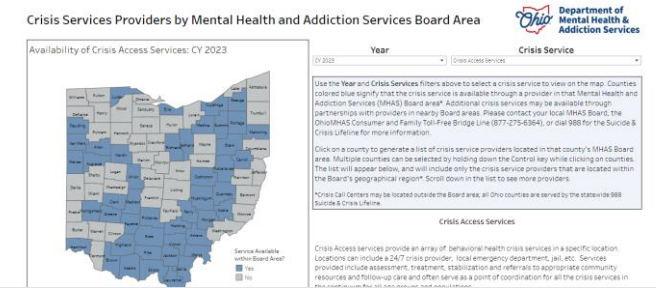 Crisis Services Providers by Mental Health and Addiction Services Board Area
Ohio
Department of
Mental Health &
Addiction Services
Availability of Crisis Access Services: CY 2023
Year
Crisis Service
CY 2023
Crisis Access Services
Use the Year and Crisis Services filters above to select a crisis service to view on the map. Counties
colored blue signify that the crisis service is available through a provider in that Mental Health and
Addiction Services (MHAS) Board area*. Additional crisis services may be available through
partnerships with providers in nearby Board areas. Please contact your local MHAS Board, the
OhioMHAS Consumer and Family Toll-Free Bridge Line (877-275-6364), or dial 988 for the Suicide &
Crisis Lifeline for more information.
Click on a county to generate a list of crisis service providers located in that county's MHAS Board
area. Multiple counties can be selected by holding down the Control key while clicking on counties.
The list will appear below, and will include only the crisis service providers that are located within
the Board's geographical region*. Scroll down in the list to see more providers.
*Crisis Call Centers may be located outside the Board area; all Ohio counties are served by the statewide 988
Suicide & Crisis Lifeline.
Service Available
within Board Area?
Yes
No
Crisis Access Services
Crisis Access services provide an array of behavioral health crisis services in a specific location.
Locations can include a 24/7 crisis provider, local emergency department, jail, etc. Services
provided include assessment, treatment, stabilization and referrals to appropriate community
resources and follow-up care and often serve as a point of coordination for all the crisis services in